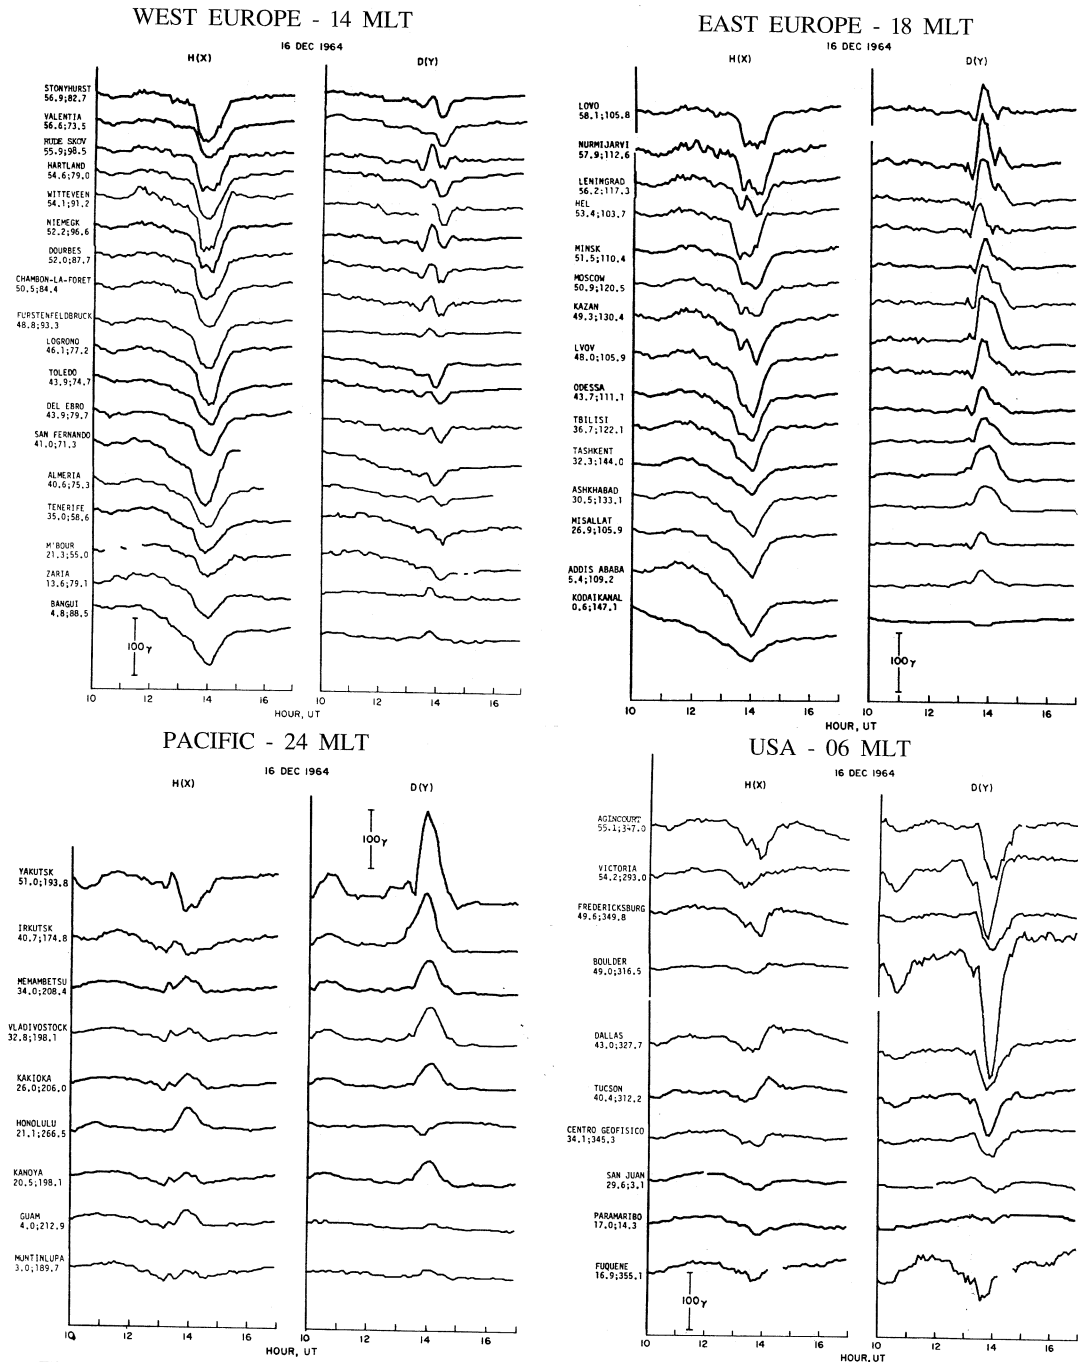 WEST EUROPE - 14 MLT
16 DEC 1964
H(X)
D(Y)
STONYHURST
56.9;82.7
VALENTIA
56.6;73.5
RUDE SKOV
55.9;98.5
HARTLAND
54.6;79.0
WITTEVEEN
54.1;91.2
NIEMEGK
52.2;96.6
DOURBES
52.0;87.7
CHAMBON-LA-FORET
50.5;84.4
FURSTENFELDBRUCK
48.8;93.3
LOGRONO
46.1;77.2
TOLEDO
43.9;74.7
DEL EBRO
43.9;79.7
SAN FERNANDO
41.0;71.3
ALMERIA
40.6;75.3
TENERIFE
35.0;58.6
M'BOUR
21.3;55.0
ZARIA
13.6;79.1
BANGUI
4.8;88.5
100γ
10 12 14 16
10 12 14 16
HOUR, UT
EAST EUROPE - 18 MLT
16 DEC 1964
H(X)
D(Y)
LOVO
58.1;105.8
NURMIJARVI
57.9;112.6
LENINGRAD
56.2;117.3
HEL
53.4;103.7
MINSK
51.5;110.4
MOSCOW
50.9;120.5
KAZAN
49.3;130.4
LVOV
48.0;105.9
ODESSA
43.7;111.1
TBILISI
36.7;122.1
TASHKENT
32.3;144.0
ASHKHABAD
30.5;133.1
MISALLAT
26.9;105.9
ADDIS ABABA
5.4;109.2
KODAIKANAL
0.6;147.1
100γ
10 12 14 16
10 12 14 16
HOUR, UT
PACIFIC - 24 MLT
16 DEC 1964
H(X)
D(Y)
100γ
YAKUTSK
51.0;193.8
IRKUTSK
40.7;174.8
MEMAMBETSU
34.0;208.4
VLADIVOSTOCK
32.8;198.1
KAKIOKA
26.0;206.0
HONOLULU
21.1;266.5
KANOYA
20.5;198.1
GUAM
4.0;212.9
MUNTINLUPA
3.0;189.7
10 12 14 16
10 12 14 16
HOUR, UT
USA - 06 MLT
16 DEC 1964
H(X)
D(Y)
AGINCOURT
55.1;347.0
VICTORIA
54.2;293.0
FREDERICKSBURG
49.6;349.8
BOULDER
49.0;316.5
DALLAS
43.0;327.7
TUCSON
40.4;312.2
CENTRO GEOFISICO
34.1;345.3
SAN JUAN
29.6;3.1
PARAMARIBO
17.0;14.3
FUQUENE
16.9;355.1
100γ
10 12 14 16
10 12 14 16
HOUR, UT